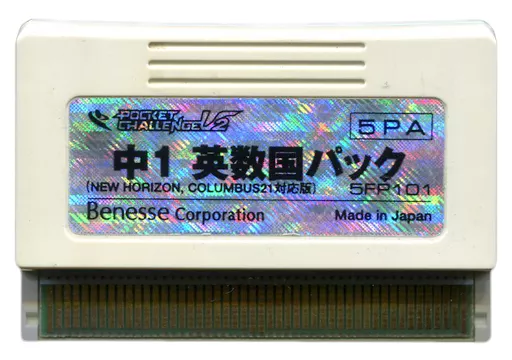 POCKET
CHALLENGE V2
5PA
中1 英数国パック
(NEW HORIZON, COLUMBUS21対応版) 5FP101
Benesse Corporation
Made in Japan